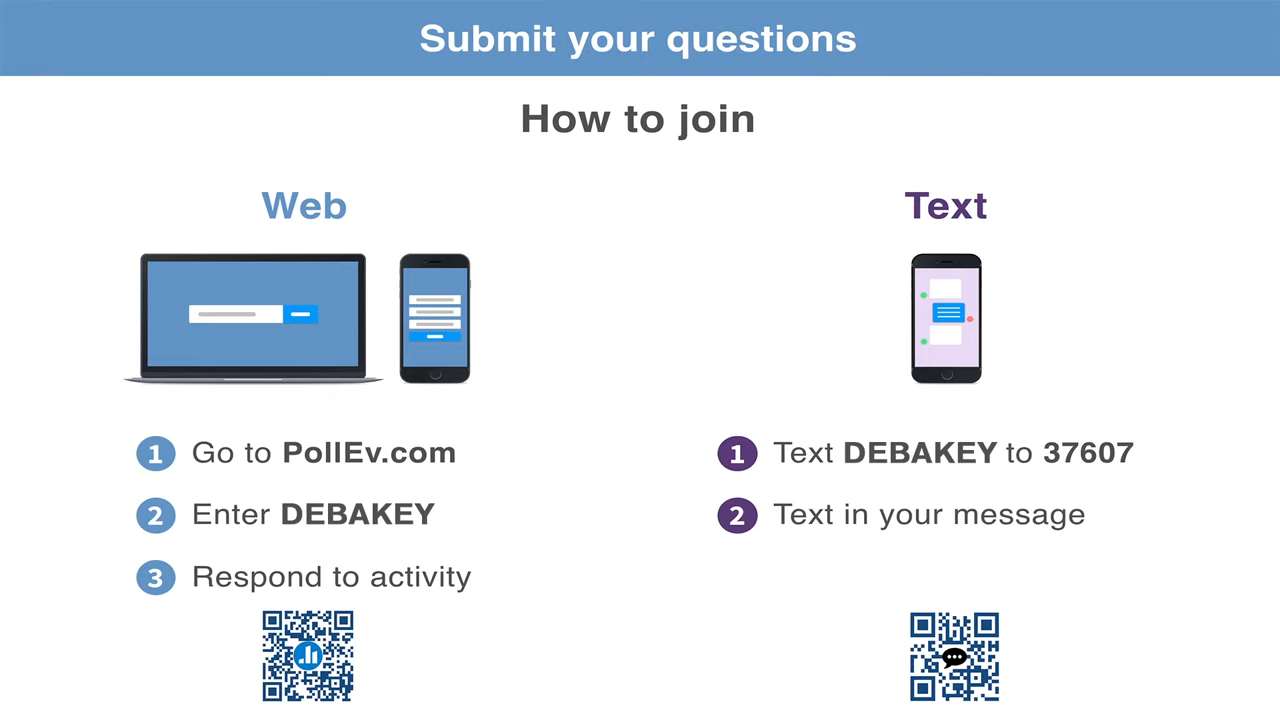 Submit your questions
How to join
Web
1 Go to PollEv.com
2 Enter DEBAKEY
3 Respond to activity
Text
1 Text DEBAKEY to 37607
2 Text in your message